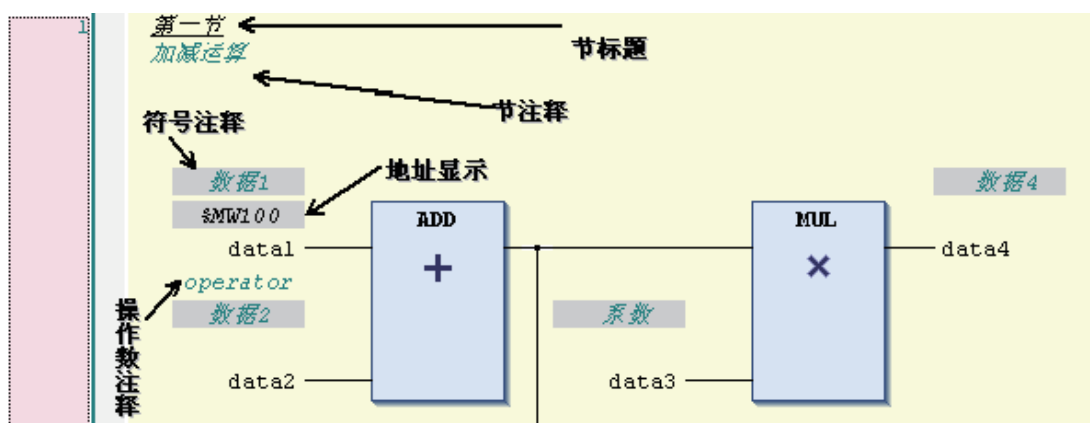 1
第一节
节标题
加减运算
节注释
符号注释
地址显示
数据1
数据4
%MW100
ADD
MUL
data1
+
×
data4
operator
操作数注释
数据2
系数
data2
data3